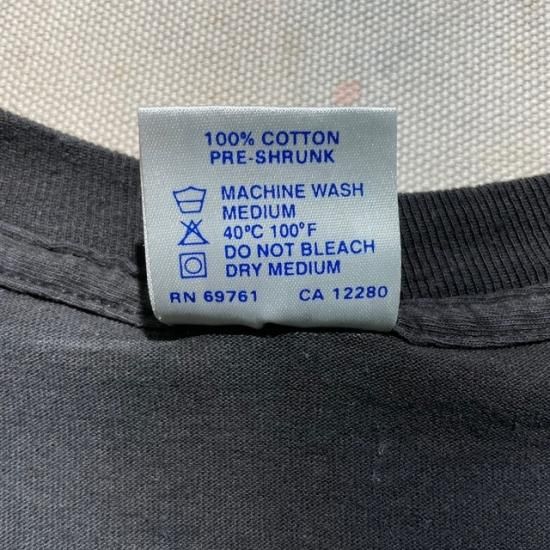 100% COTTON
PRE-SHRUNK
MACHINE WASH
MEDIUM
40°C 100°F
DO NOT BLEACH
DRY MEDIUM
RN 69761 CA 12280